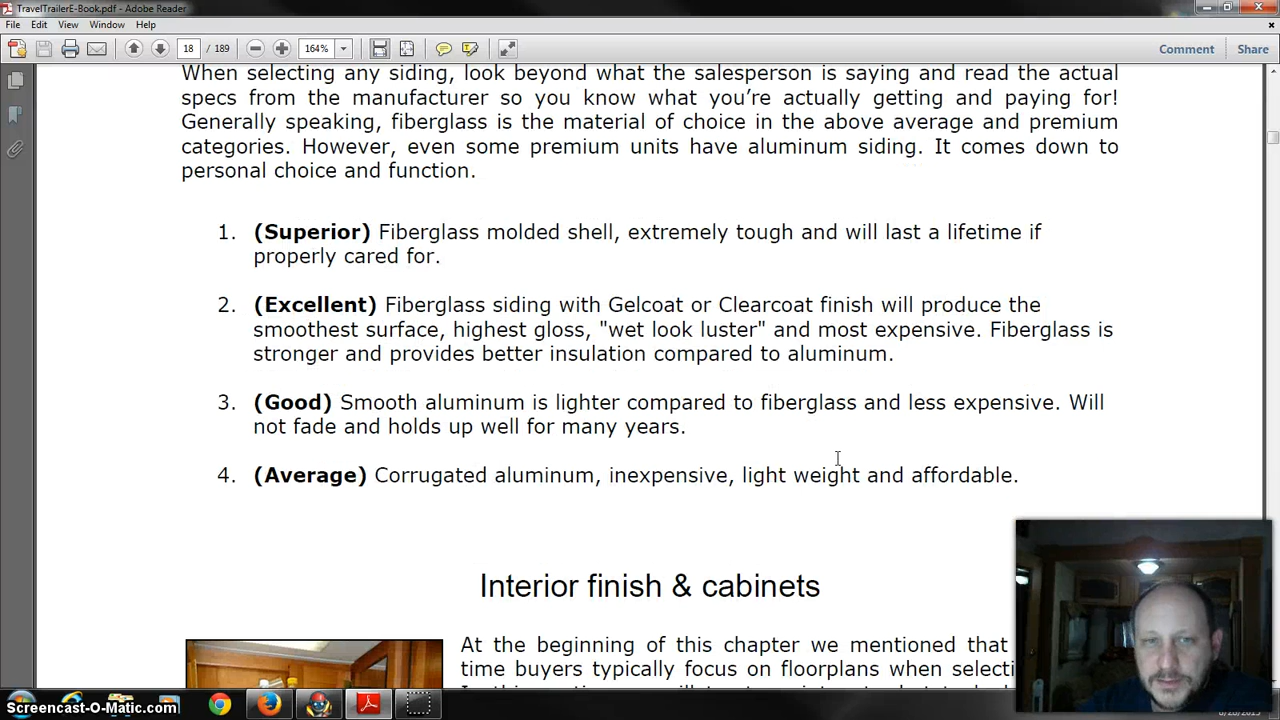 TravelTrailerE-Book.pdf - Adobe Reader
File Edit View Window Help
18 / 189 164% Comment Share
When selecting any siding, look beyond what the salesperson is saying and read the actual
specs from the manufacturer so you know what you’re actually getting and paying for!
Generally speaking, fiberglass is the material of choice in the above average and premium
categories. However, even some premium units have aluminum siding. It comes down to
personal choice and function.
1. (Superior) Fiberglass molded shell, extremely tough and will last a lifetime if
properly cared for.
2. (Excellent) Fiberglass siding with Gelcoat or Clearcoat finish will produce the
smoothest surface, highest gloss, "wet look luster" and most expensive. Fiberglass is
stronger and provides better insulation compared to aluminum.
3. (Good) Smooth aluminum is lighter compared to fiberglass and less expensive. Will
not fade and holds up well for many years.
4. (Average) Corrugated aluminum, inexpensive, light weight and affordable.
Interior finish & cabinets
At the beginning of this chapter we mentioned that
time buyers typically focus on floorplans when selecti
Screencast-O-Matic.com